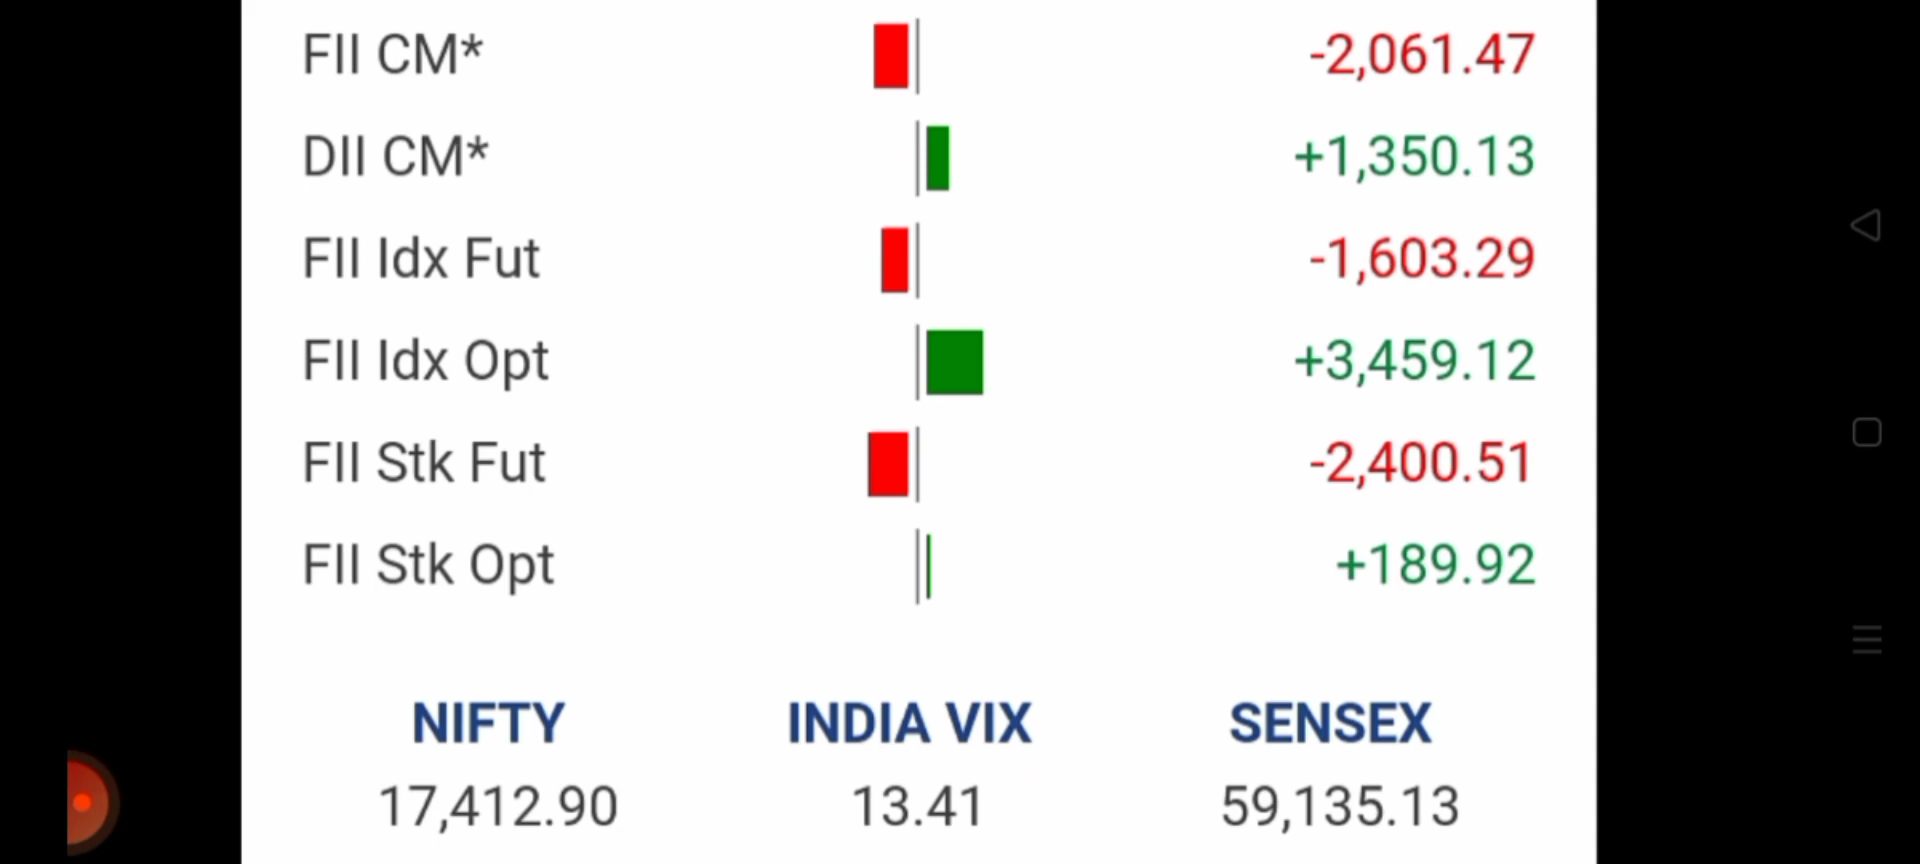 FII CM* -2,061.47
DII CM* +1,350.13
FII Idx Fut -1,603.29
FII Idx Opt +3,459.12
FII Stk Fut -2,400.51
FII Stk Opt +189.92
NIFTY INDIA VIX SENSEX
17,412.90 13.41 59,135.13